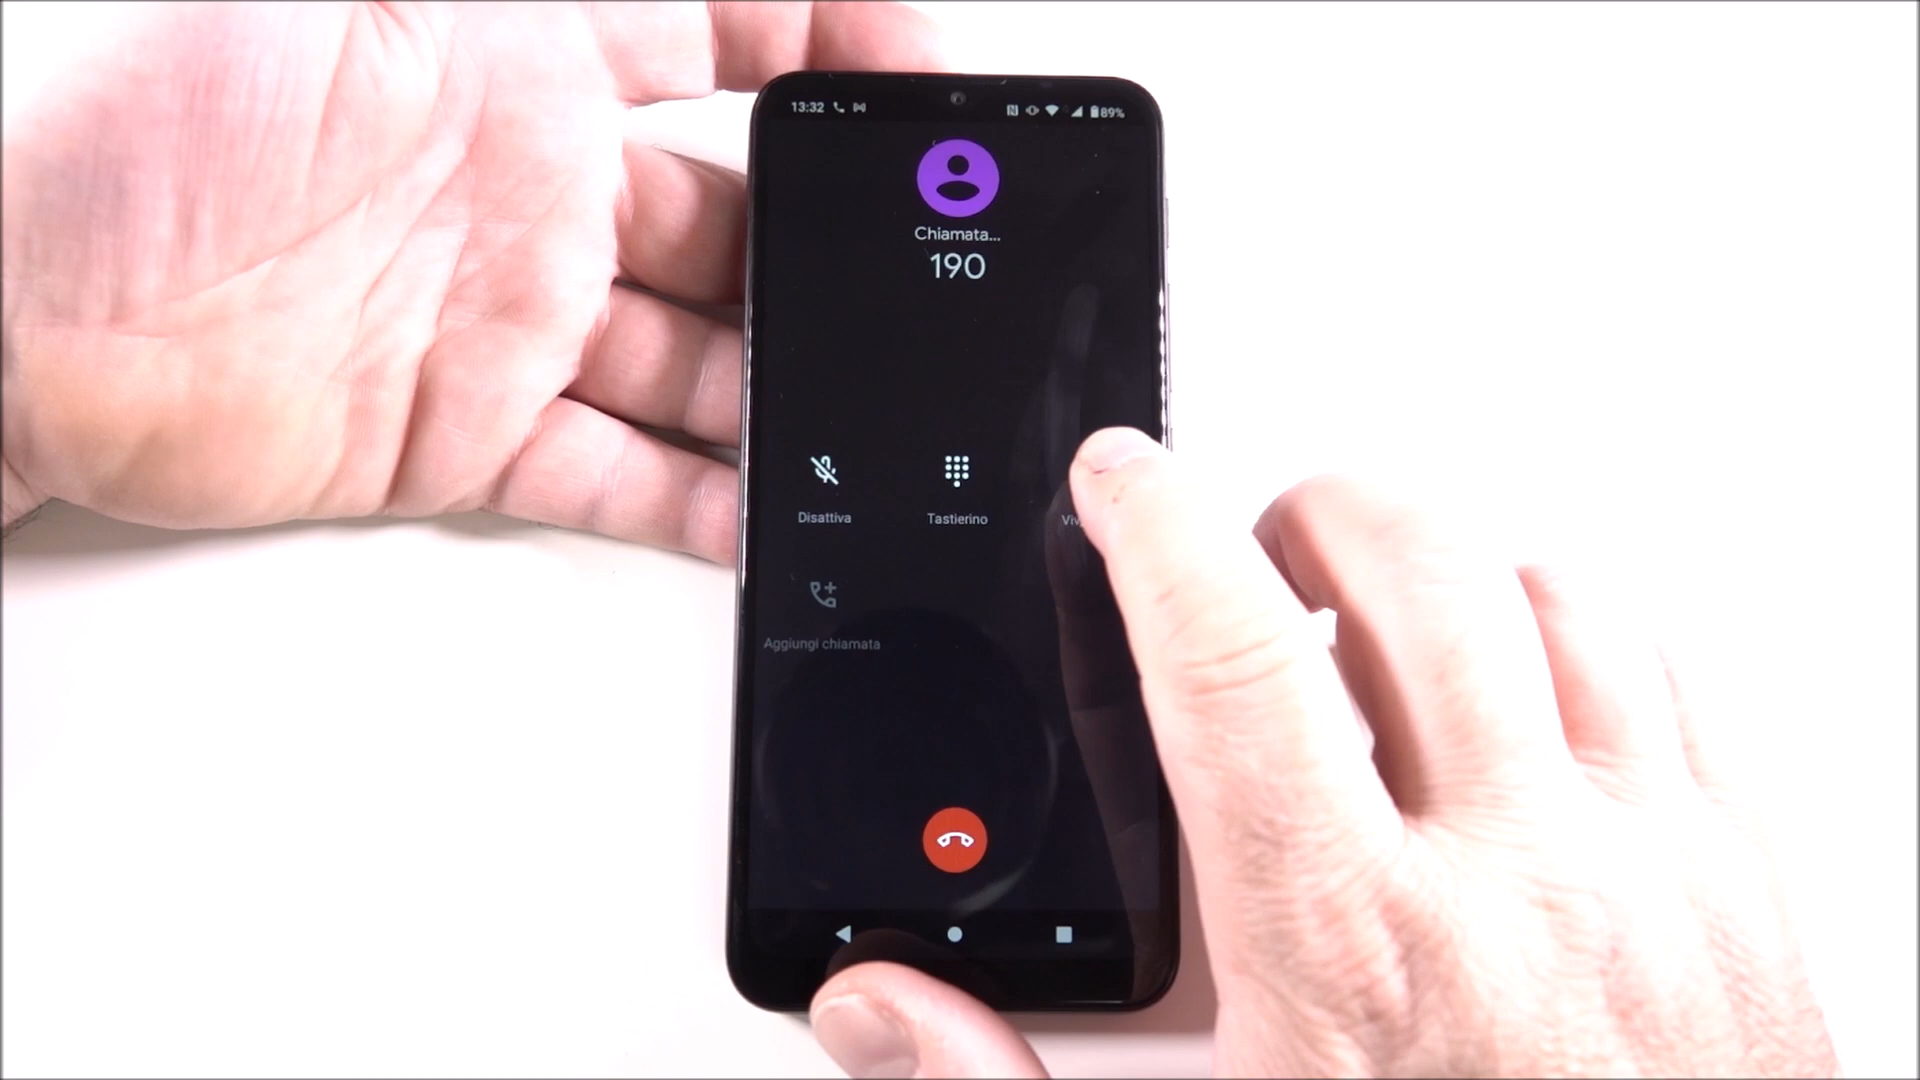 13:32
89%
Chiamata...
190
Disattiva
Tastierino
Aggiungi chiamata